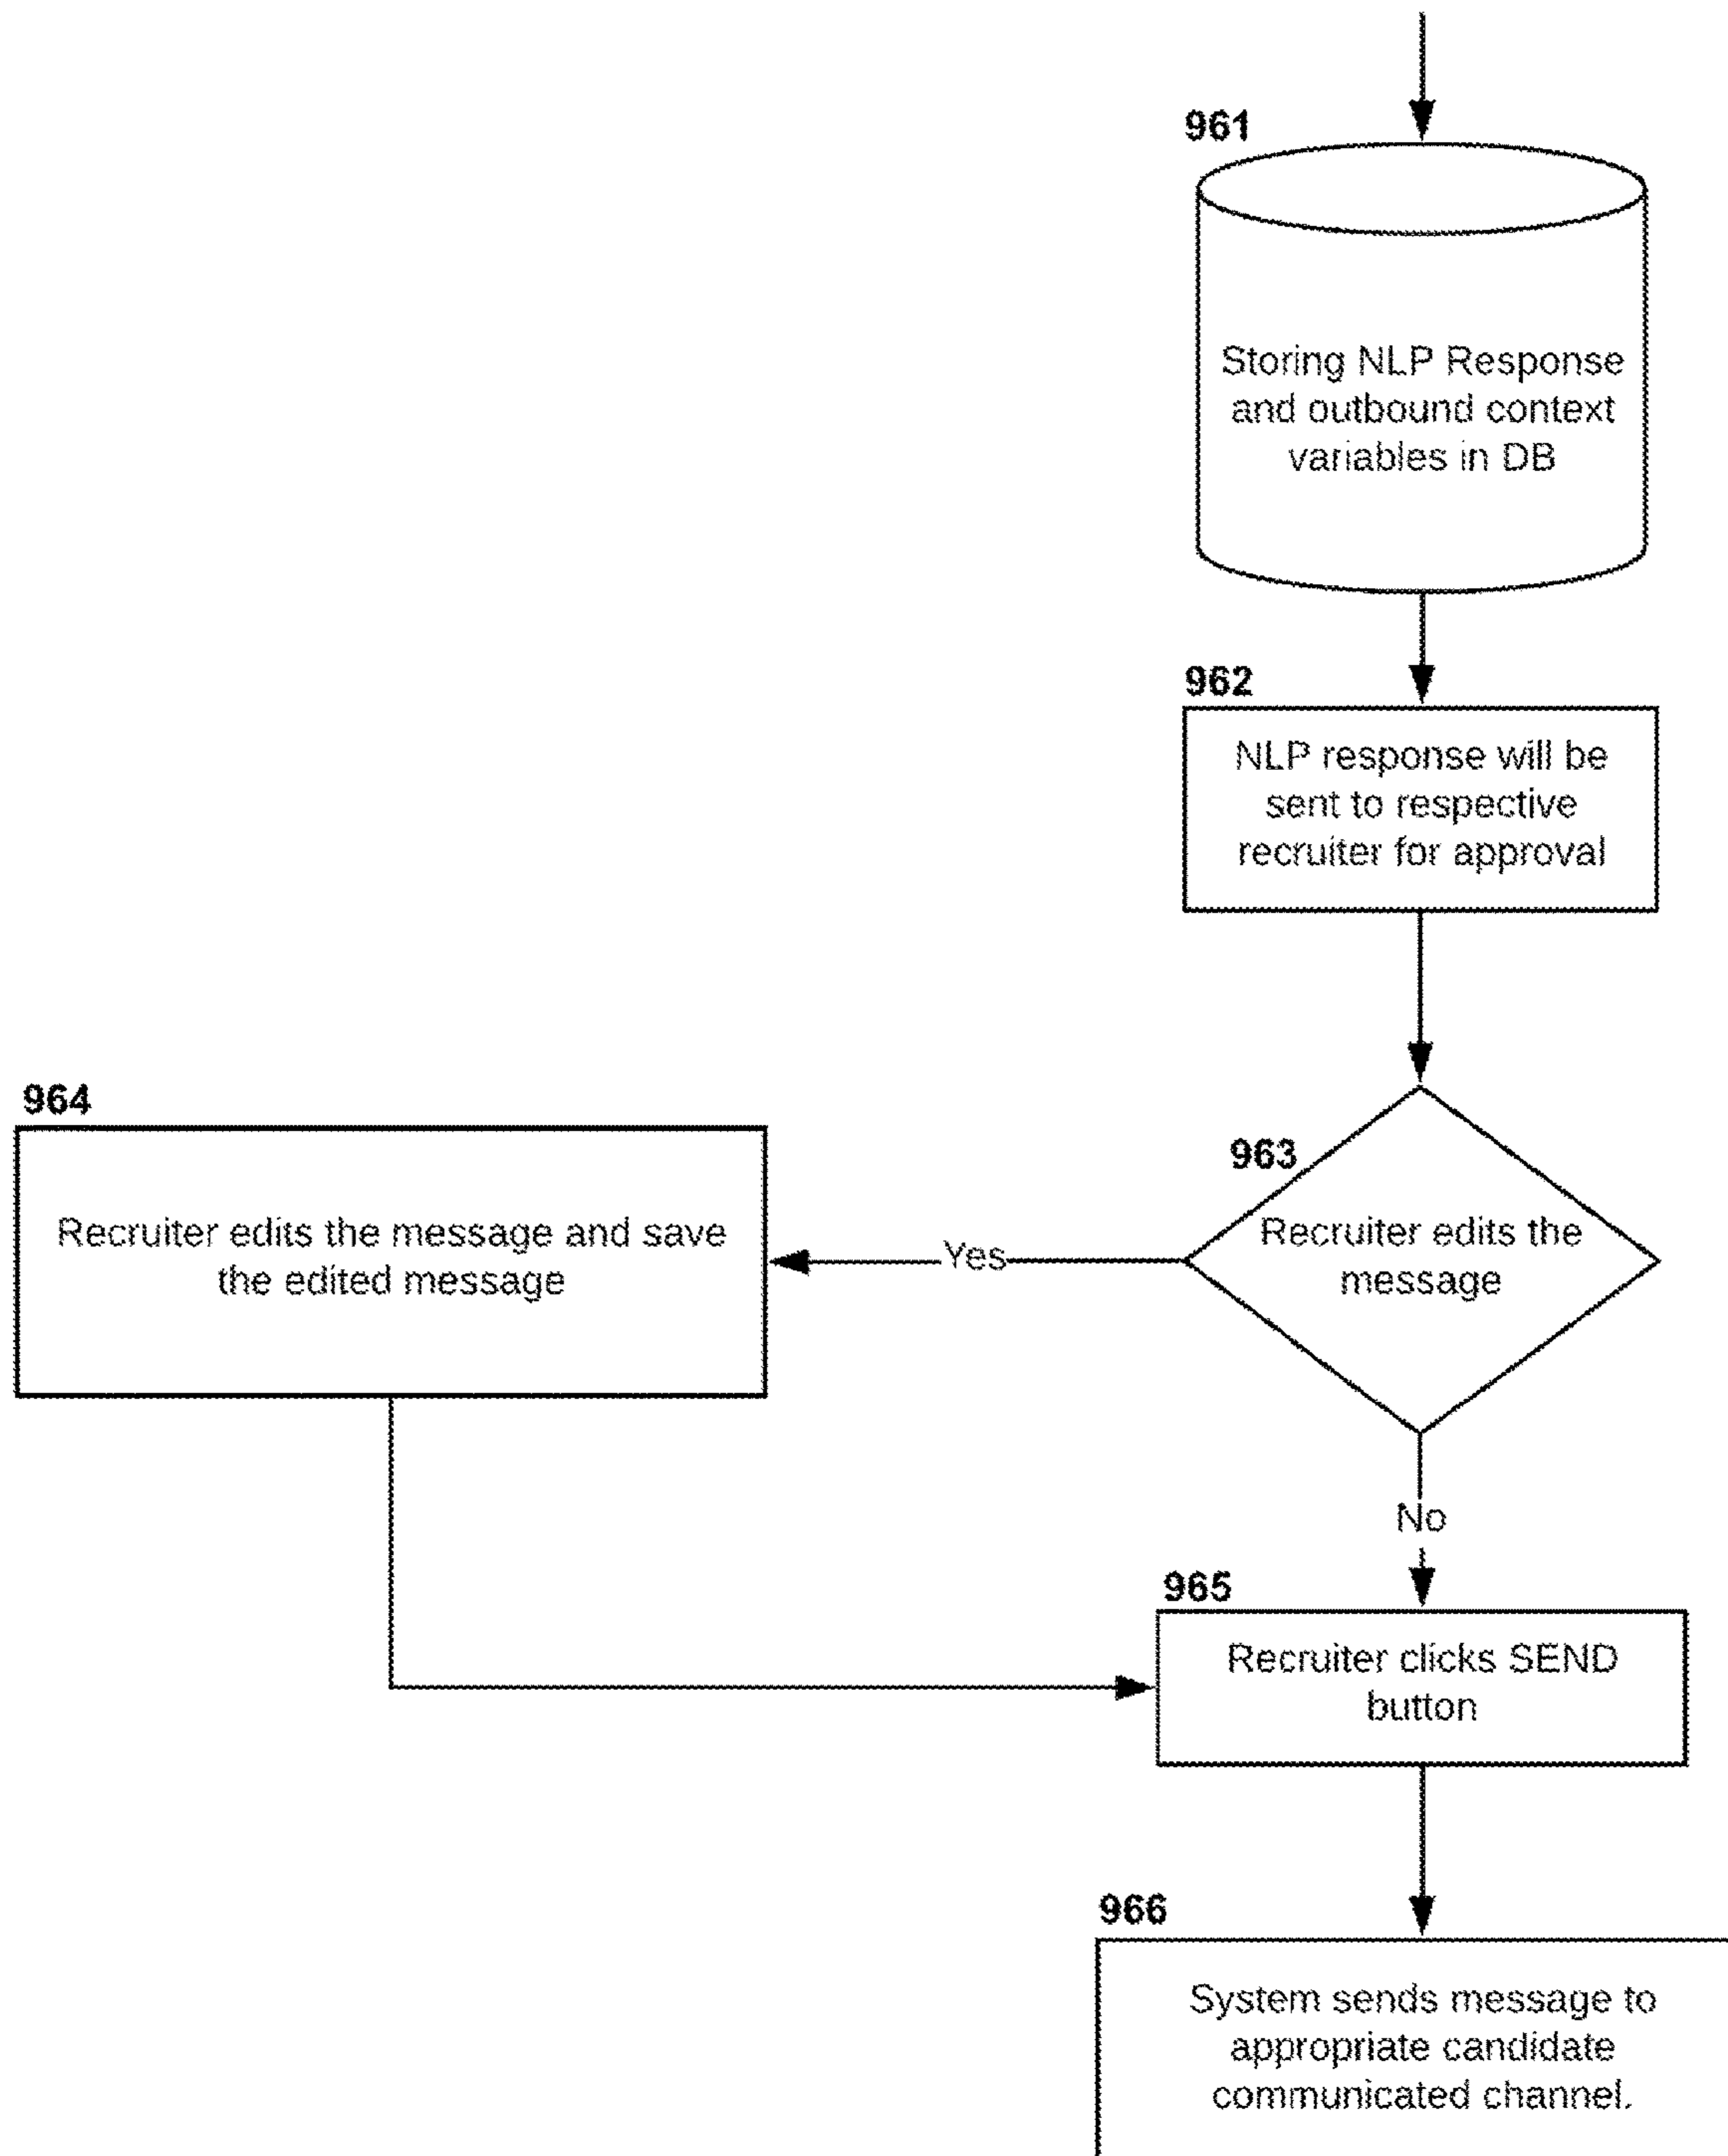 961
Storing NLP Response
and outbound context
variables in DB
962
NLP response will be
sent to respective
recruiter for approval
964
Recruiter edits the message and save
the edited message
Yes
963
Recruiter edits the
message
No
965
Recruiter clicks SEND
button
966
System sends message to
appropriate candidate
communicated channel.